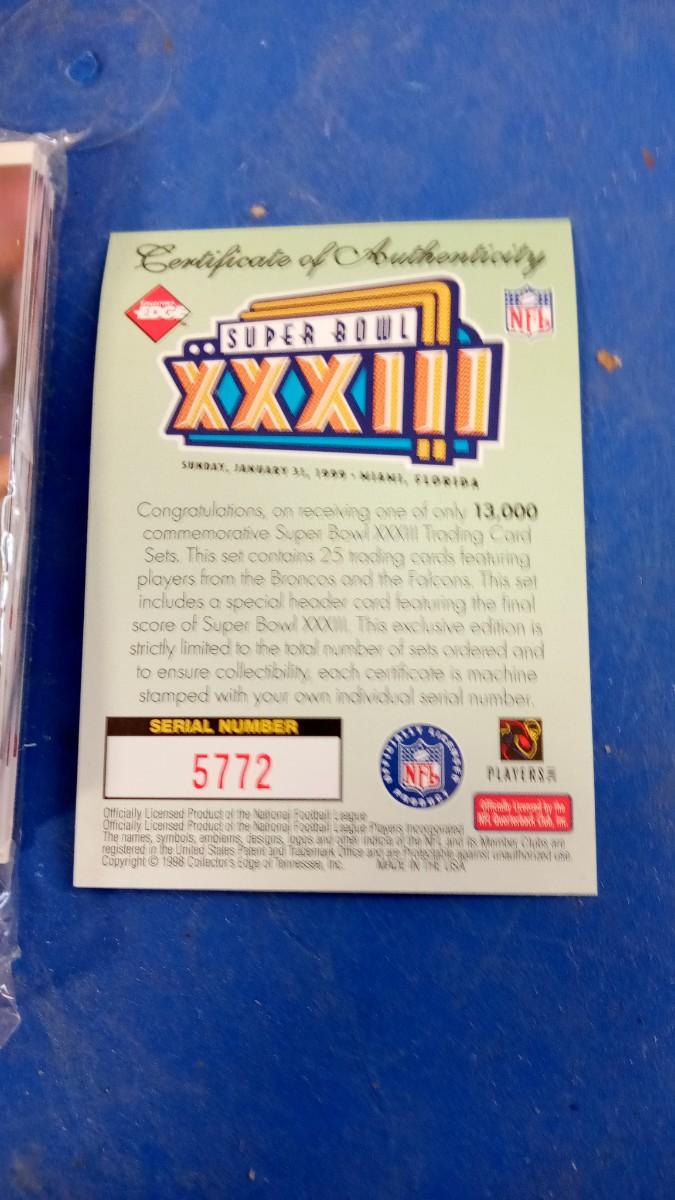 Certificate of Authenticity
COLLECTOR'S EDGE
NFL
SUPER BOWL
XXXIII
SUNDAY, JANUARY 31, 1999 • MIAMI, FLORIDA
Congratulations, on receiving one of only 13,000
commemorative Super Bowl XXXIII Trading Card
Sets. This set contains 25 trading cards featuring
players from the Broncos and the Falcons. This set
includes a special header card featuring the final
score of Super Bowl XXXIII. This exclusive edition is
strictly limited to the total number of sets ordered and
to ensure collectibility, each certificate is machine
stamped with your own individual serial number.
SERIAL NUMBER
5772
OFFICIALLY LICENSED PRODUCT
NFL
PLAYERS INC
Officially Licensed by the
NFL Quarterback Club, Inc.
Officially Licensed Product of the National Football League
Officially Licensed Product of the National Football League Players Incorporated
The names, symbols, emblems, designs, logos and other indicia of the NFL and its Member Clubs are
registered in the United States Patent and Trademark Office and are Protectable against unauthorized use.
Copyright © 1998 Collector's Edge of Tennessee, Inc. MADE IN THE USA